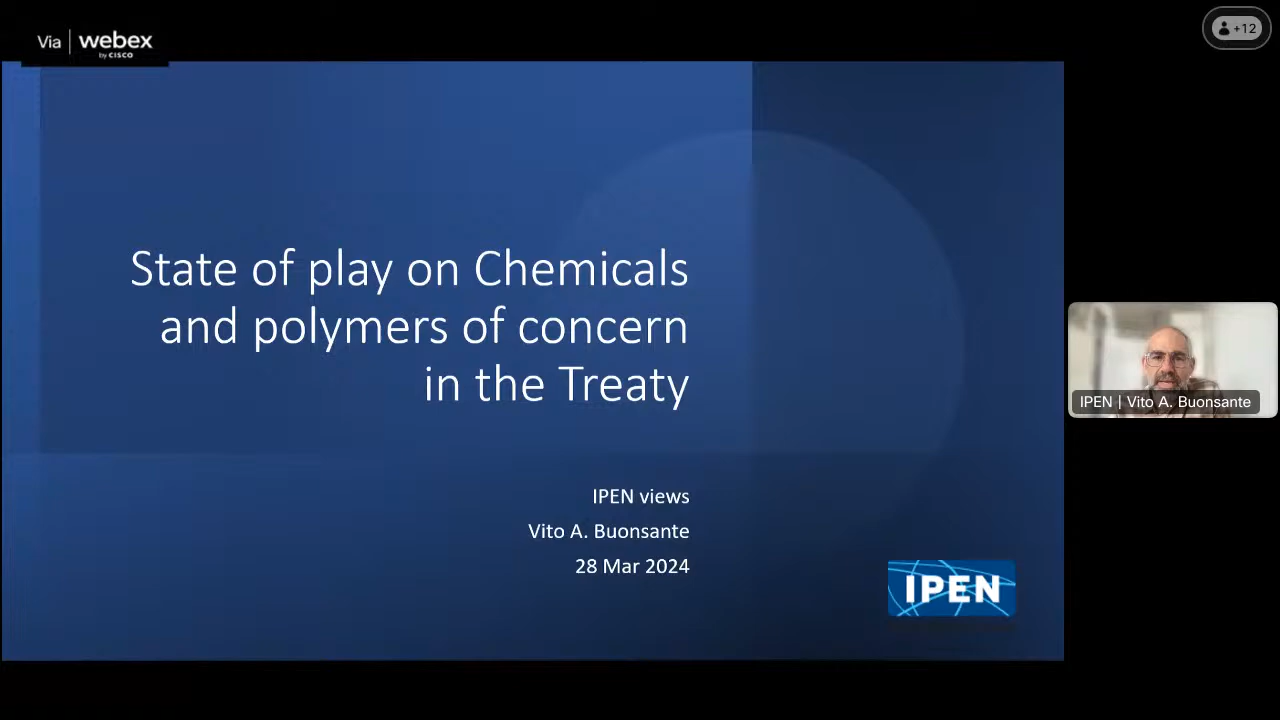 Via webex
by CISCO
+12
State of play on Chemicals
and polymers of concern
in the Treaty
IPEN | Vito A. Buonsante
IPEN views
Vito A. Buonsante
28 Mar 2024
IPEN